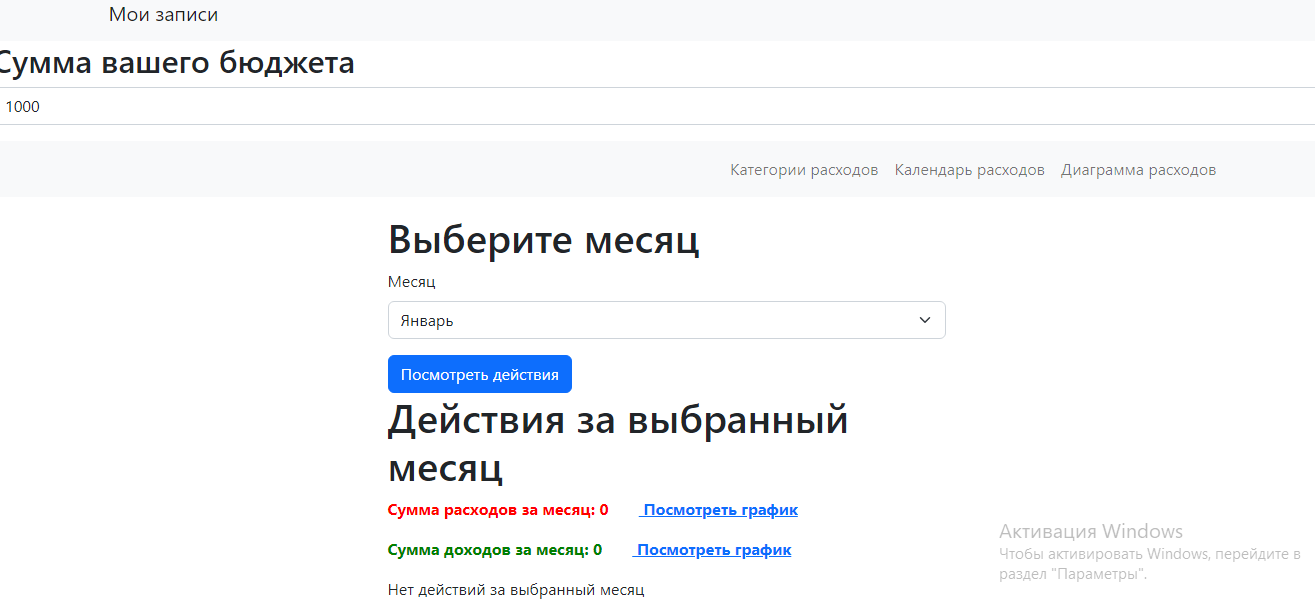 Мои записи
Сумма вашего бюджета
1000
Категории расходов Календарь расходов Диаграмма расходов
Выберите месяц
Месяц
Январь
Посмотреть действия
Действия за выбранный
месяц
Сумма расходов за месяц: 0 Посмотреть график
Сумма доходов за месяц: 0 Посмотреть график
Нет действий за выбранный месяц
Активация Windows
Чтобы активировать Windows, перейдите в
раздел "Параметры".